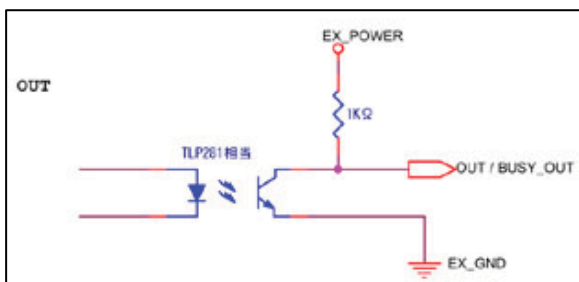 EX_POWER
OUT
1KΩ
TLP281相当
OUT / BUSY_OUT
EX_GND